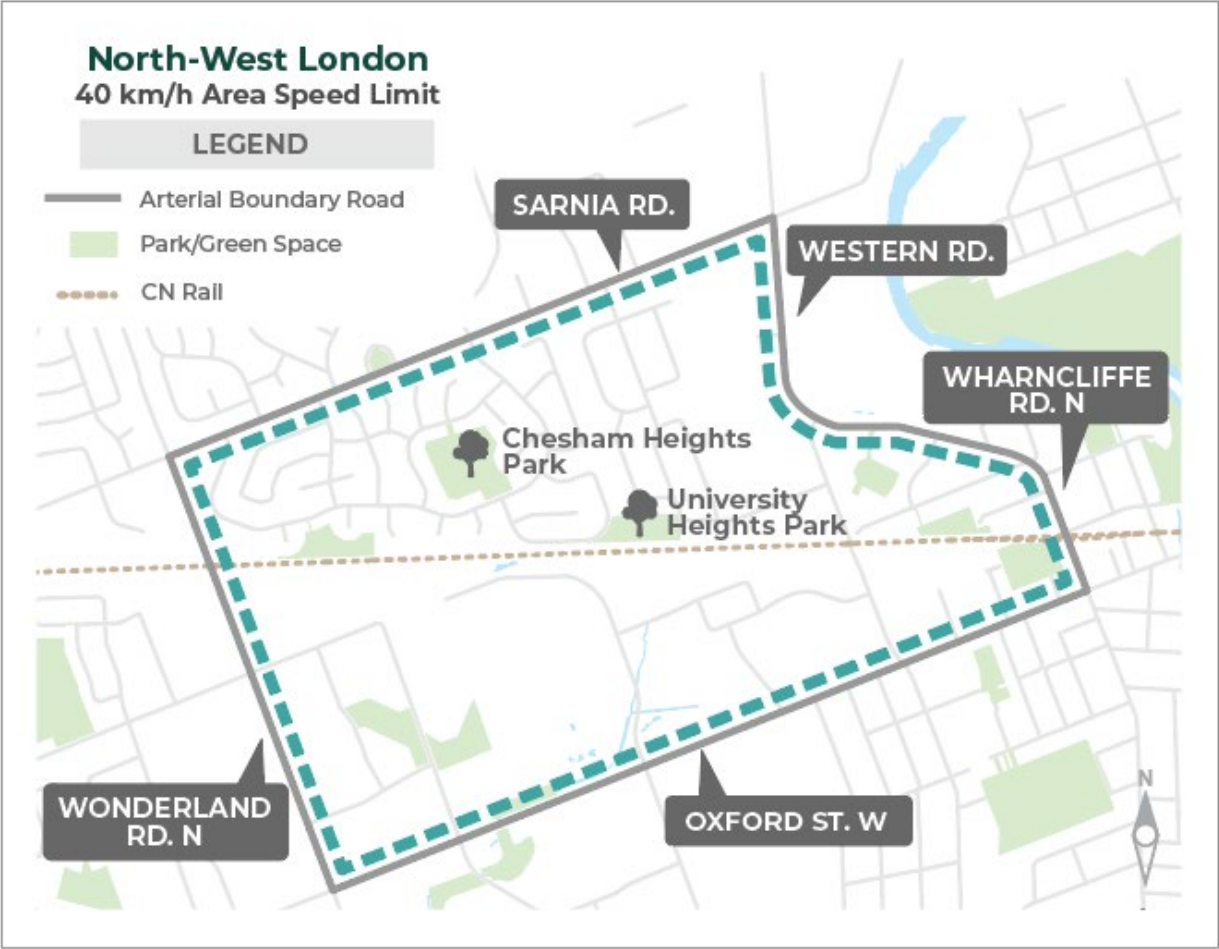 North-West London
40 km/h Area Speed Limit
LEGEND
Arterial Boundary Road
Park/Green Space
CN Rail
SARNIA RD.
WESTERN RD.
WHARNCLIFFE
RD. N
Chesham Heights
Park
University
Heights Park
WONDERLAND
RD. N
OXFORD ST. W
N